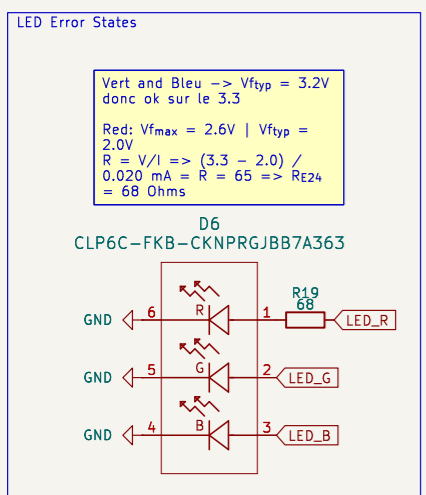 LED Error States
Vert and Bleu -> Vftyp = 3.2V
donc ok sur le 3.3
Red: Vfmax = 2.6V | Vftyp =
2.0V
R = V/I => (3.3 - 2.0) /
0.020 mA = R = 65 => RE24
= 68 Ohms
D6
CLP6C-FKB-CKNPRGJBB7A363
R19
68
GND 6 R 1 LED_R
GND 5 G 2 LED_G
GND 4 B 3 LED_B